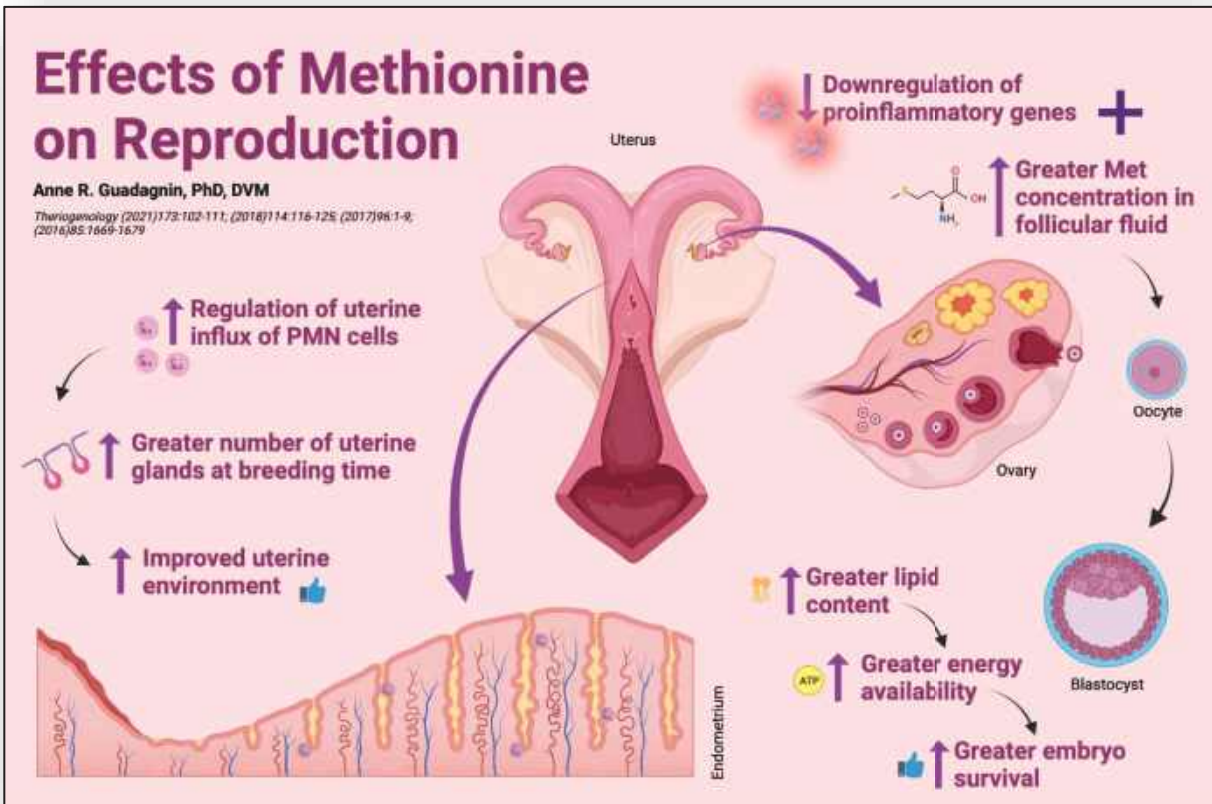 Effects of Methionine
on Reproduction
Anne R. Guadagnin, PhD, DVM
Theriogenology (2021)173:102-111; (2018)114:116-125; (2017)96:1-9;
(2016)85:1669-1679
Regulation of uterine
influx of PMN cells
Greater number of uterine
glands at breeding time
Improved uterine
environment
Uterus
Endometrium
Downregulation of
proinflammatory genes
+
Greater Met
concentration in
follicular fluid
O
OH
NH₂
S
Oocyte
Ovary
Blastocyst
Greater lipid
content
ATP
Greater energy
availability
Greater embryo
survival